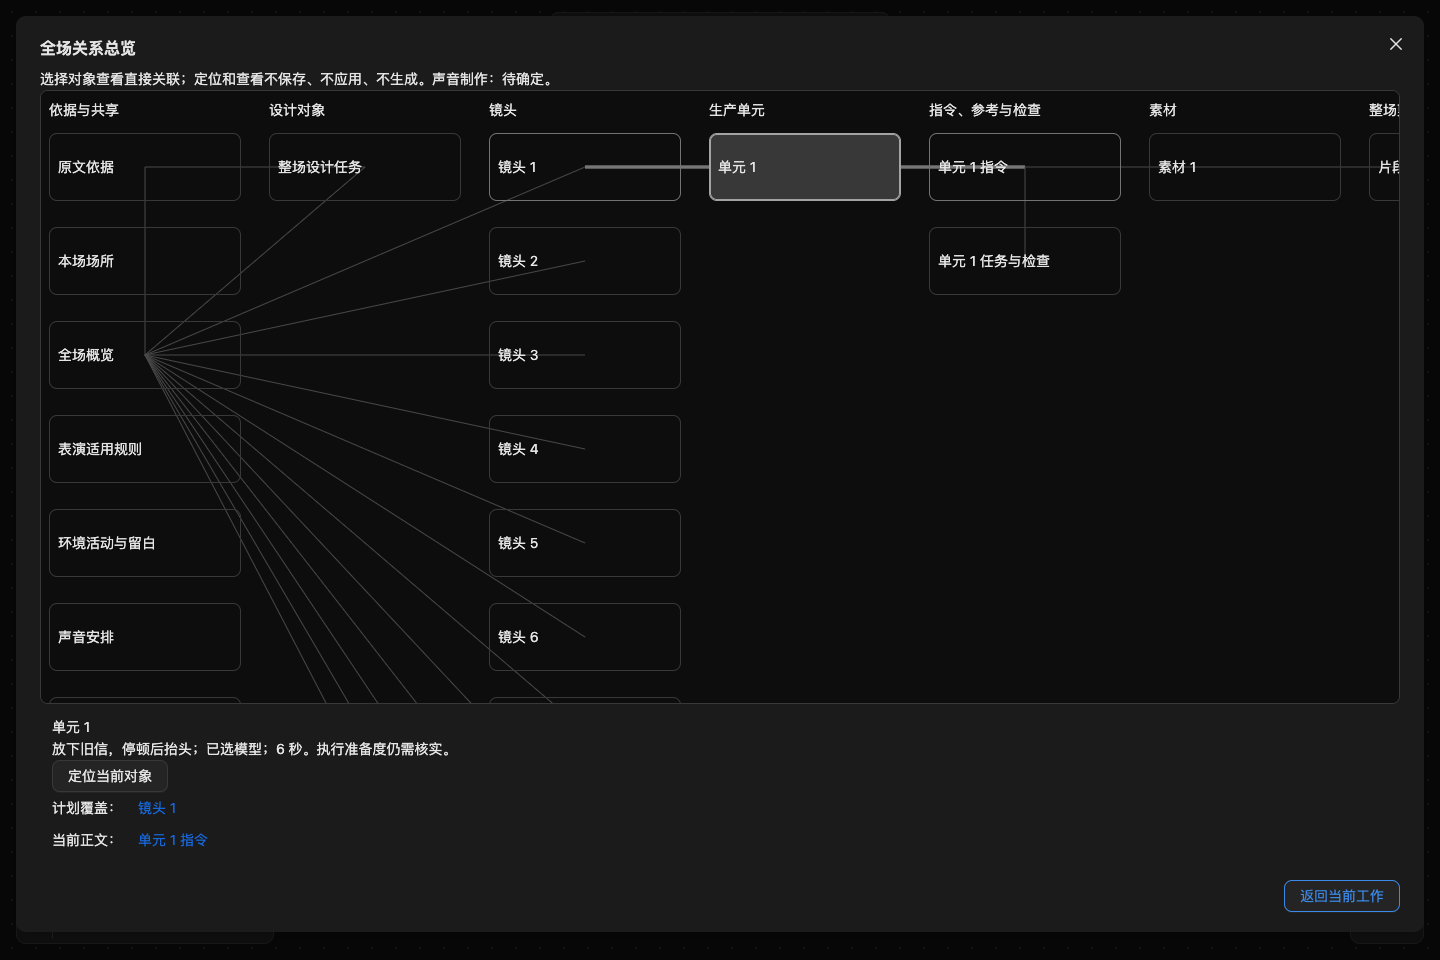 全场关系总览
选择对象查看直接关联；定位和查看不保存、不应用、不生成。声音制作：待确定。
依据与共享 设计对象 镜头 生产单元 指令、参考与检查 素材 整场
原文依据 整场设计任务 镜头 1 单元 1 单元 1 指令 素材 1 片段
本场场所 镜头 2 单元 1 任务与检查
全场概览 镜头 3
表演适用规则 镜头 4
环境活动与留白 镜头 5
声音安排 镜头 6
单元 1
放下旧信，停顿后抬头；已选模型；6 秒。执行准备度仍需核实。
定位当前对象
计划覆盖： 镜头 1
当前正文： 单元 1 指令
返回当前工作